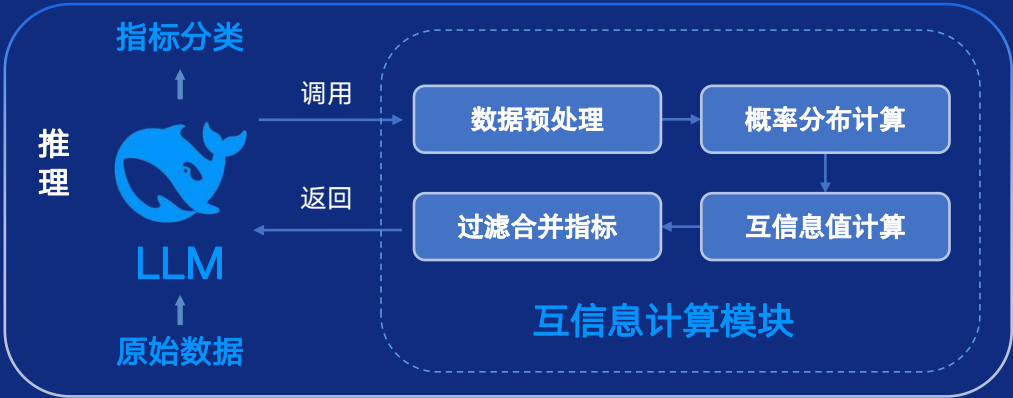 指标分类
推
理
LLM
原始数据
调用
返回
数据预处理
概率分布计算
过滤合并指标
互信息值计算
互信息计算模块